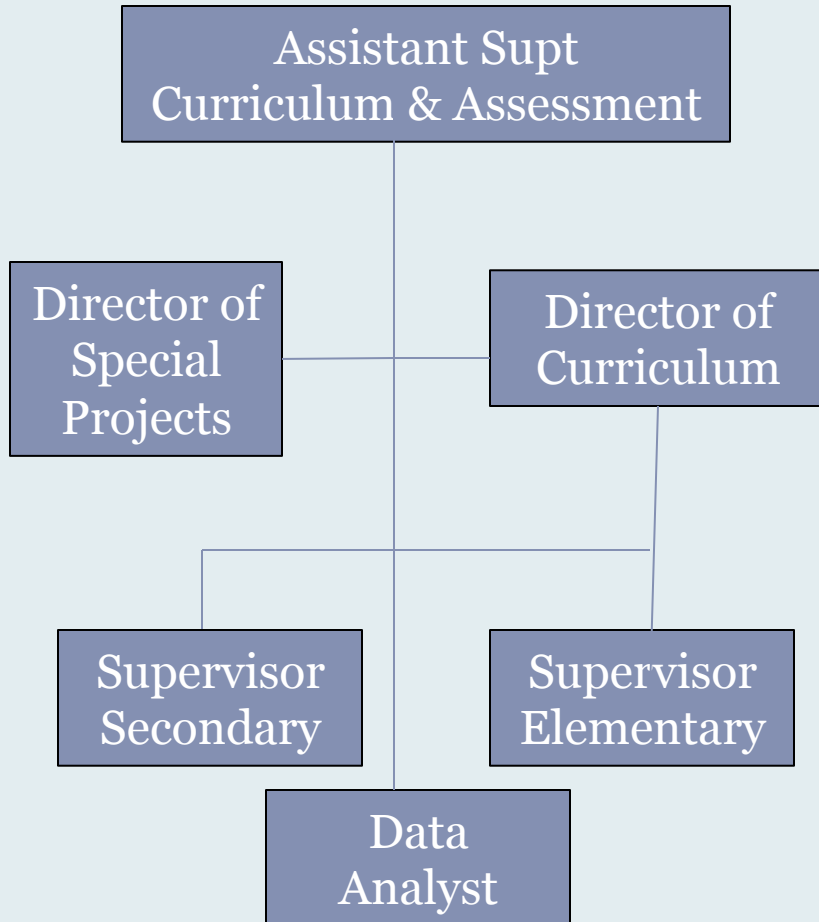 Assistant Supt
Curriculum & Assessment
Director of
Special
Projects
Director of
Curriculum
Supervisor
Secondary
Supervisor
Elementary
Data
Analyst